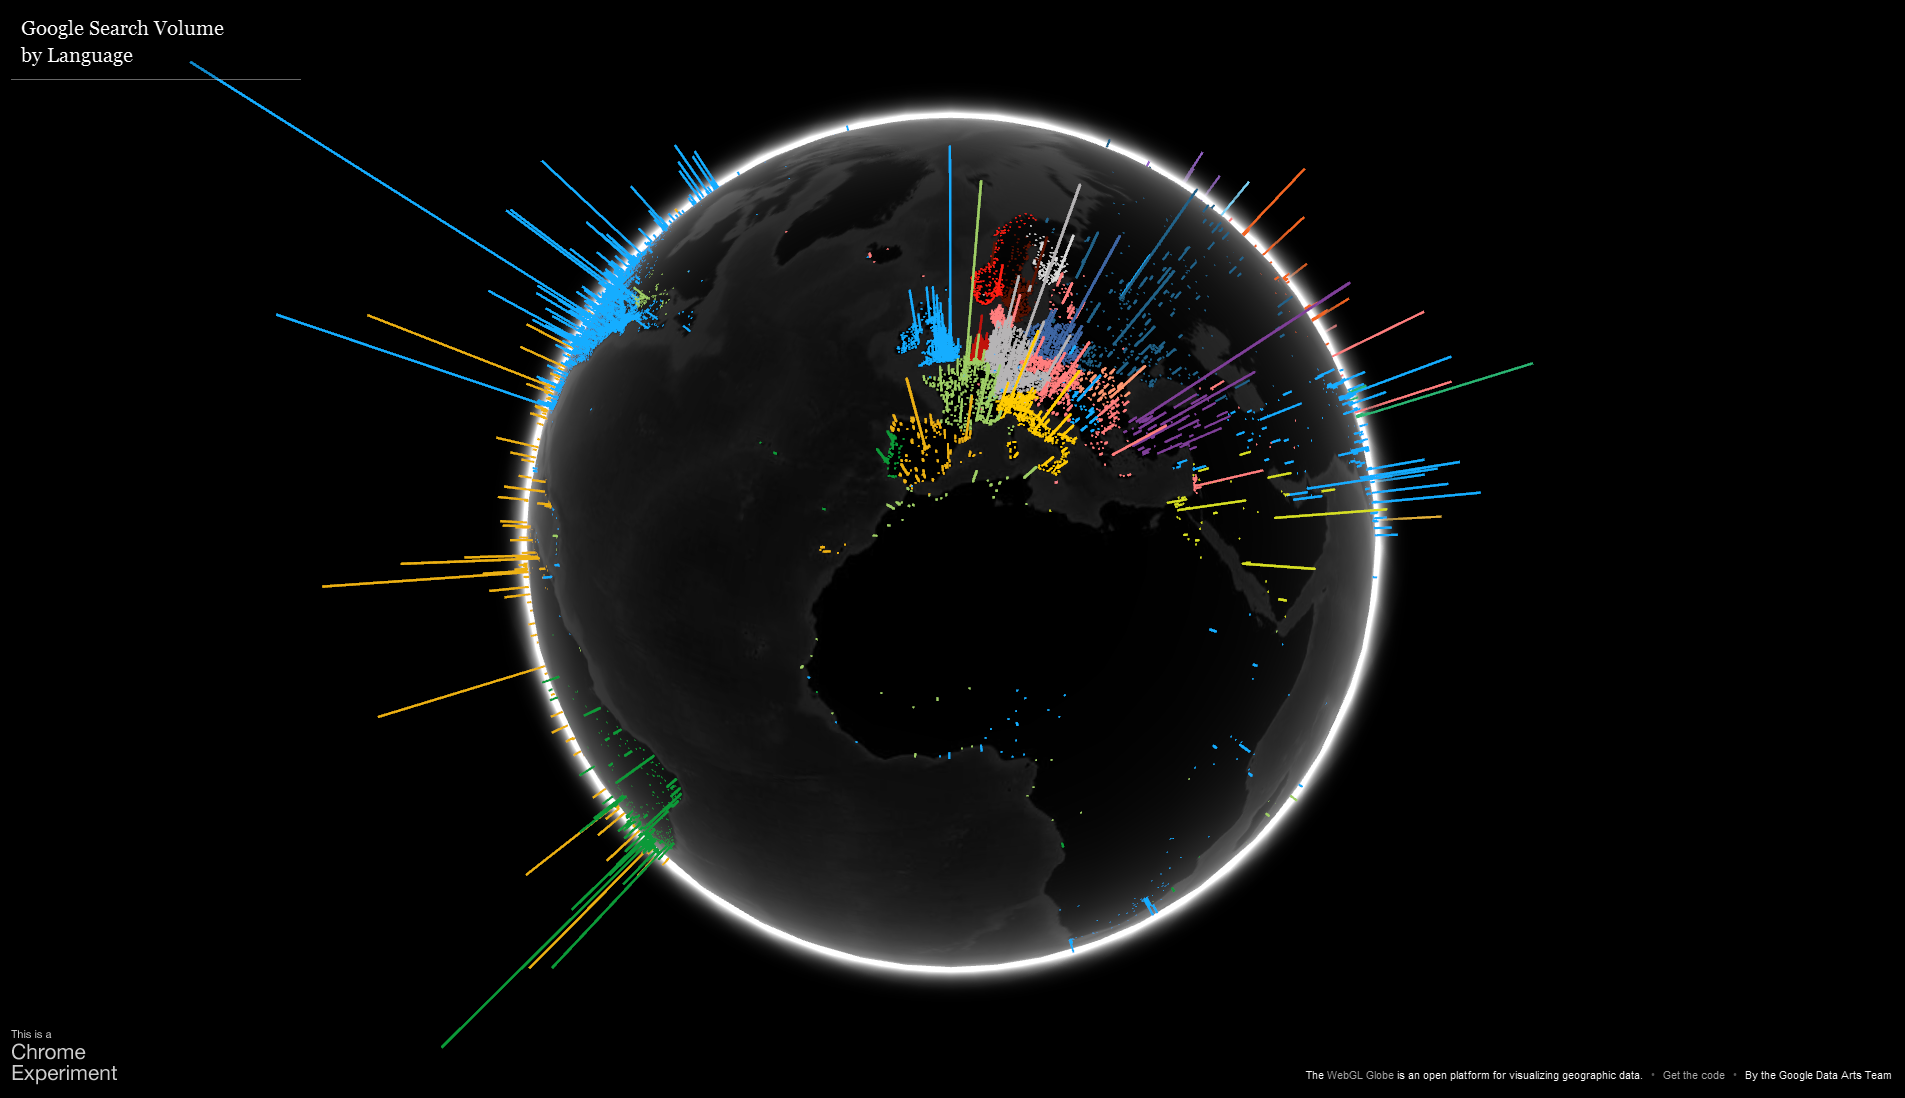 Google Search Volume
by Language
This is a
Chrome
Experiment
The WebGL Globe is an open platform for visualizing geographic data. • Get the code • By the Google Data Arts Team